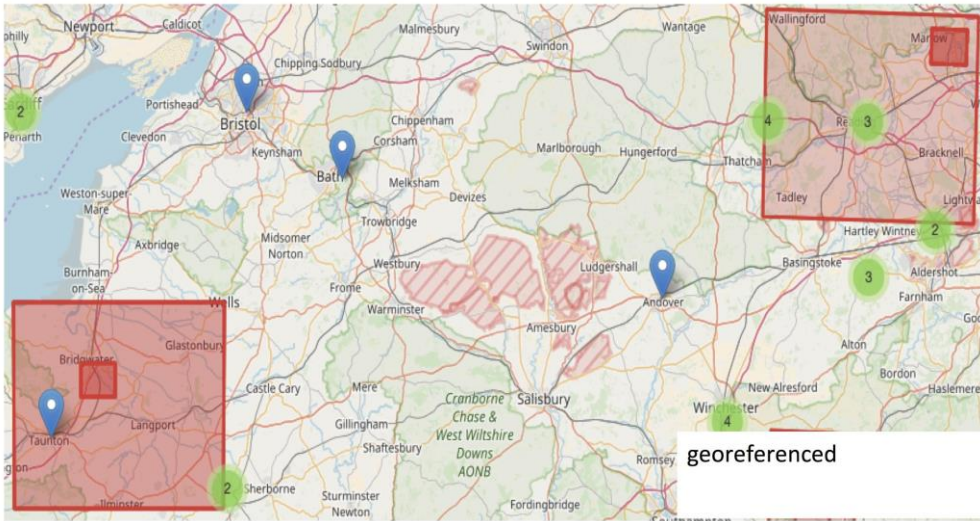 Newport
Caldicot
Malmesbury
Wantage
Wallingford
Marlow
Swindon
Chipping Sodbury
2
Penarth
Portishead
Bristol
Clevedon
Chippenham
Corsham
Keynsham
Marlborough
Hungerford
4
3
Thatcham
Bracknell
Bath
Melksham
Devizes
Weston-super-
Mare
Tadley
Trowbridge
Axbridge
Midsomer
Norton
Westbury
Hartley Wintney
2
Burnham-
on-Sea
Frome
Ludgershall
Andover
Basingstoke
3
Aldershot
Farnham
Wells
Warminster
Amesbury
Glastonbury
Bridgwater
Alton
Bordon
Castle Cary
Mere
New Alresford
Haslemere
Cranborne
Chase &
West Wiltshire
Downs
AONB
Salisbury
Winchester
4
Taunton
Langport
Gillingham
Shaftesbury
Romsey
georeferenced
2
Sherborne
Ilminster
Sturminster
Newton
Fordingbridge